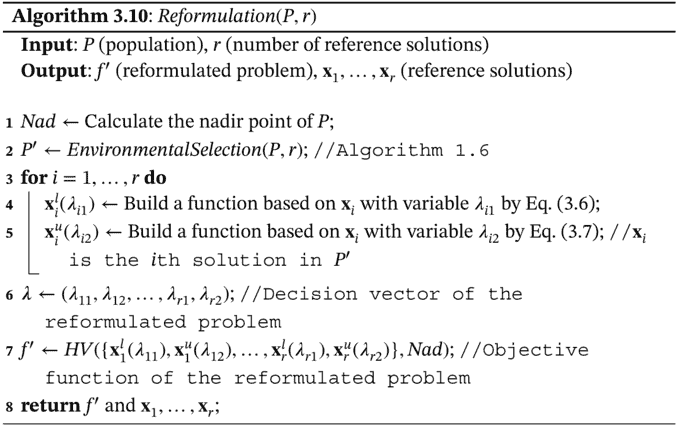 Algorithm 3.10: Reformulation(P, r)
Input: P (population), r (number of reference solutions)
Output: f′ (reformulated problem), x₁, …, xᵣ (reference solutions)
1 Nad ← Calculate the nadir point of P;
2 P′ ← EnvironmentalSelection(P, r); //Algorithm 1.6
3 for i = 1, …, r do
4 xᵢˡ(λᵢ₁) ← Build a function based on xᵢ with variable λᵢ₁ by Eq. (3.6);
5 xᵢᵘ(λᵢ₂) ← Build a function based on xᵢ with variable λᵢ₂ by Eq. (3.7); //xᵢ
is the ith solution in P′
6 λ ← (λ₁₁, λ₁₂, …, λᵣ₁, λᵣ₂); //Decision vector of the
reformulated problem
7 f′ ← HV({x₁ˡ(λ₁₁), x₁ᵘ(λ₁₂), …, xᵣˡ(λᵣ₁), xᵣᵘ(λᵣ₂)}, Nad); //Objective
function of the reformulated problem
8 return f′ and x₁, …, xᵣ;